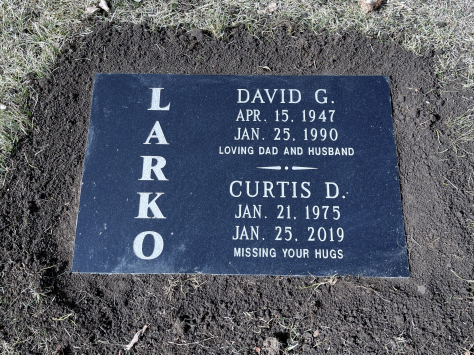 LARKO
DAVID G.
APR. 15, 1947
JAN. 25, 1990
LOVING DAD AND HUSBAND
CURTIS D.
JAN. 21, 1975
JAN. 25, 2019
MISSING YOUR HUGS